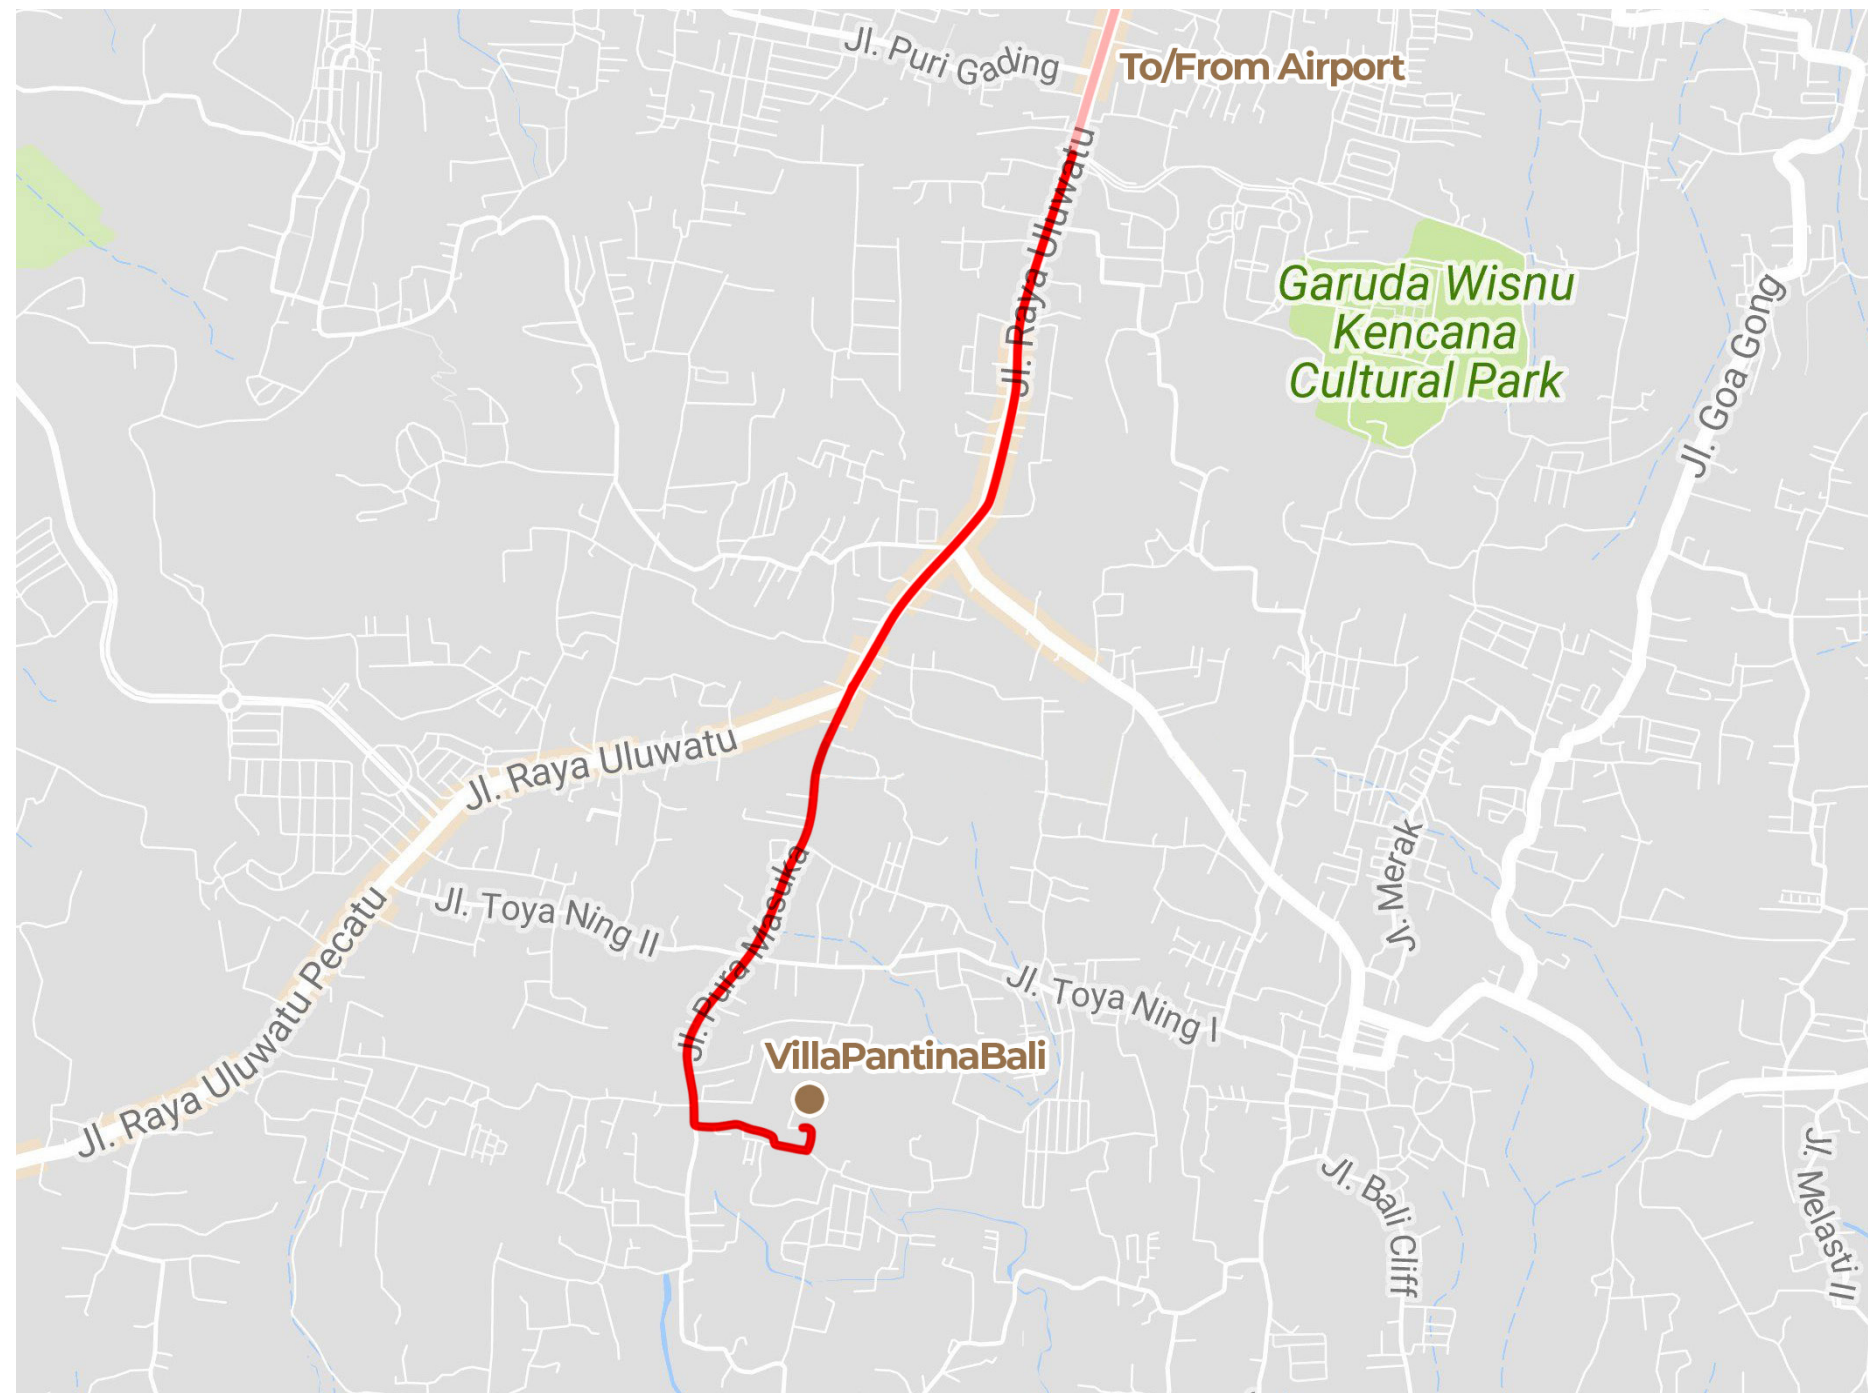 Jl. Puri Gading
To/From Airport
Jl. Raya Uluwatu
Garuda Wisnu
Kencana
Cultural Park
Jl. Goa Gong
Jl. Raya Uluwatu
Jl. Merak
Jl. Toya Ning II
Jl. Pura Masuka
Jl. Raya Uluwatu Pecatu
Jl. Toya Ning I
VillaPantinaBali
Jl. Bali Cliff
Jl. Melasti II